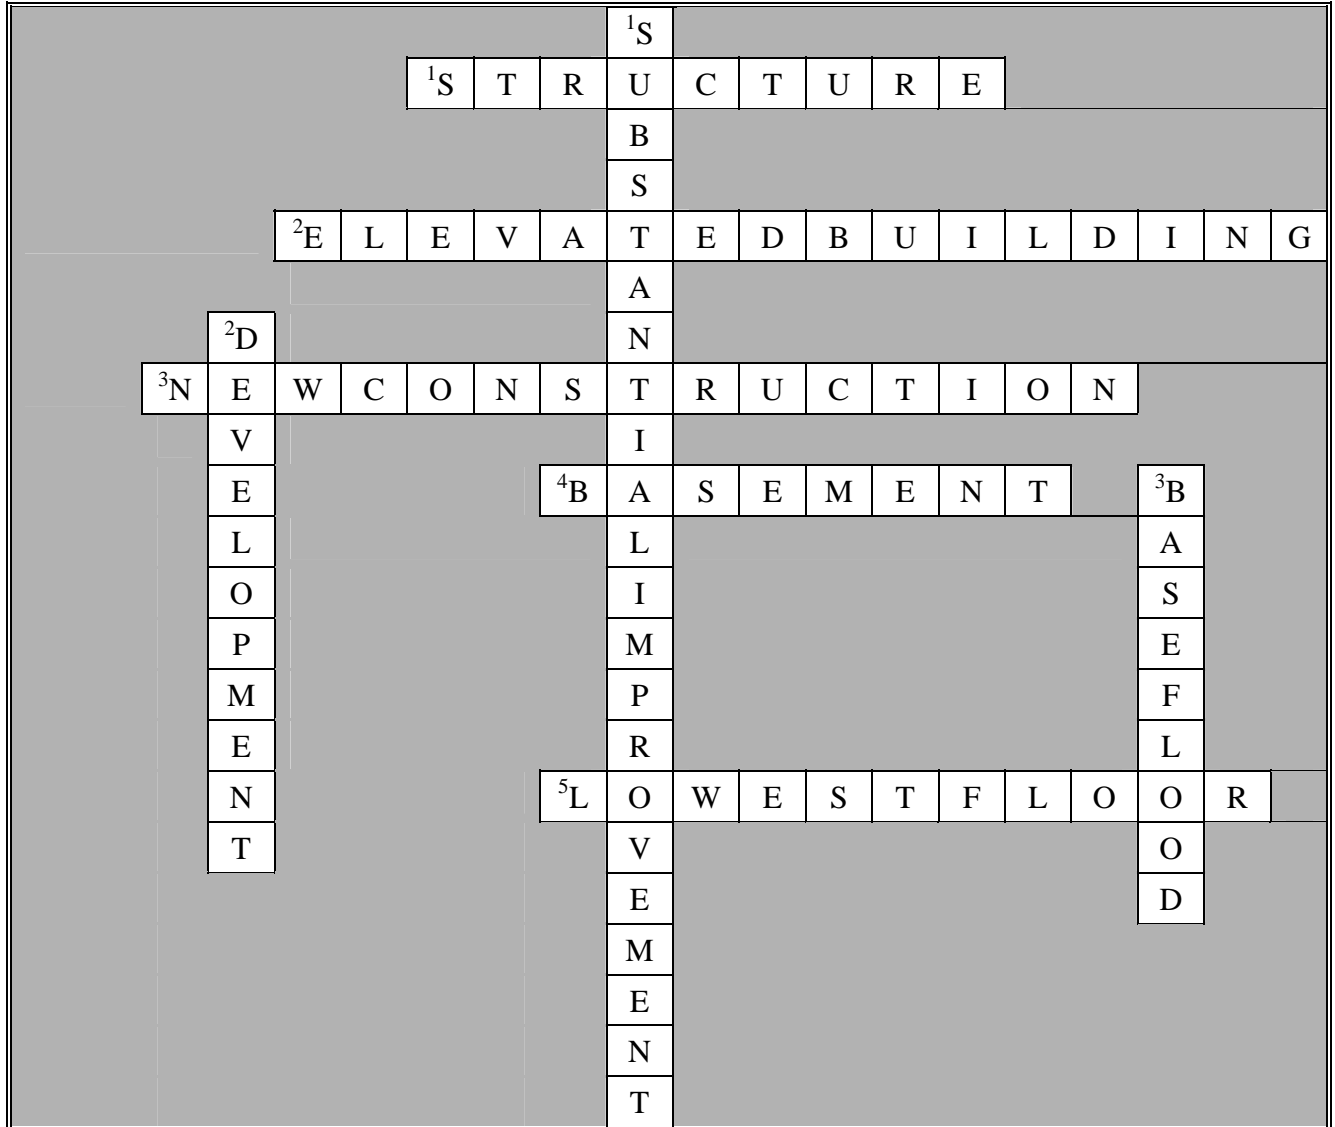 1S
1S T R U C T U R E
B
S
2E L E V A T E D B U I L D I N G
A
2D N
3N E W C O N S T R U C T I O N
V I
E 4B A S E M E N T 3B
L L A
O I S
P M E
M P F
E R L
N 5L O W E S T F L O O R
T V O
E D
M
E
N
T